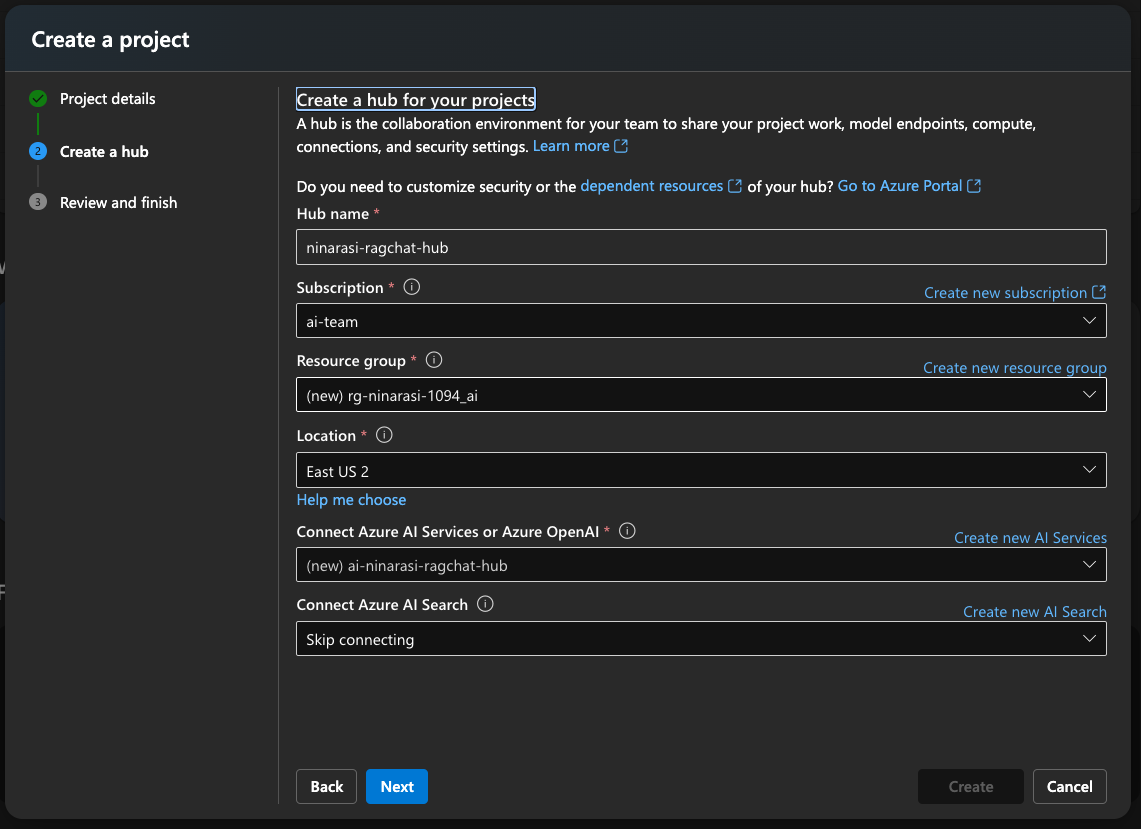 Create a project
Project details
2
Create a hub
3
Review and finish
Create a hub for your projects
A hub is the collaboration environment for your team to share your project work, model endpoints, compute,
connections, and security settings. Learn more
Do you need to customize security or the dependent resources of your hub? Go to Azure Portal
Hub name *
ninarasi-ragchat-hub
Subscription *
Create new subscription
ai-team
Resource group *
Create new resource group
(new) rg-ninarasi-1094_ai
Location *
East US 2
Help me choose
Connect Azure AI Services or Azure OpenAI *
Create new AI Services
(new) ai-ninarasi-ragchat-hub
Connect Azure AI Search
Create new AI Search
Skip connecting
Back
Next
Create
Cancel